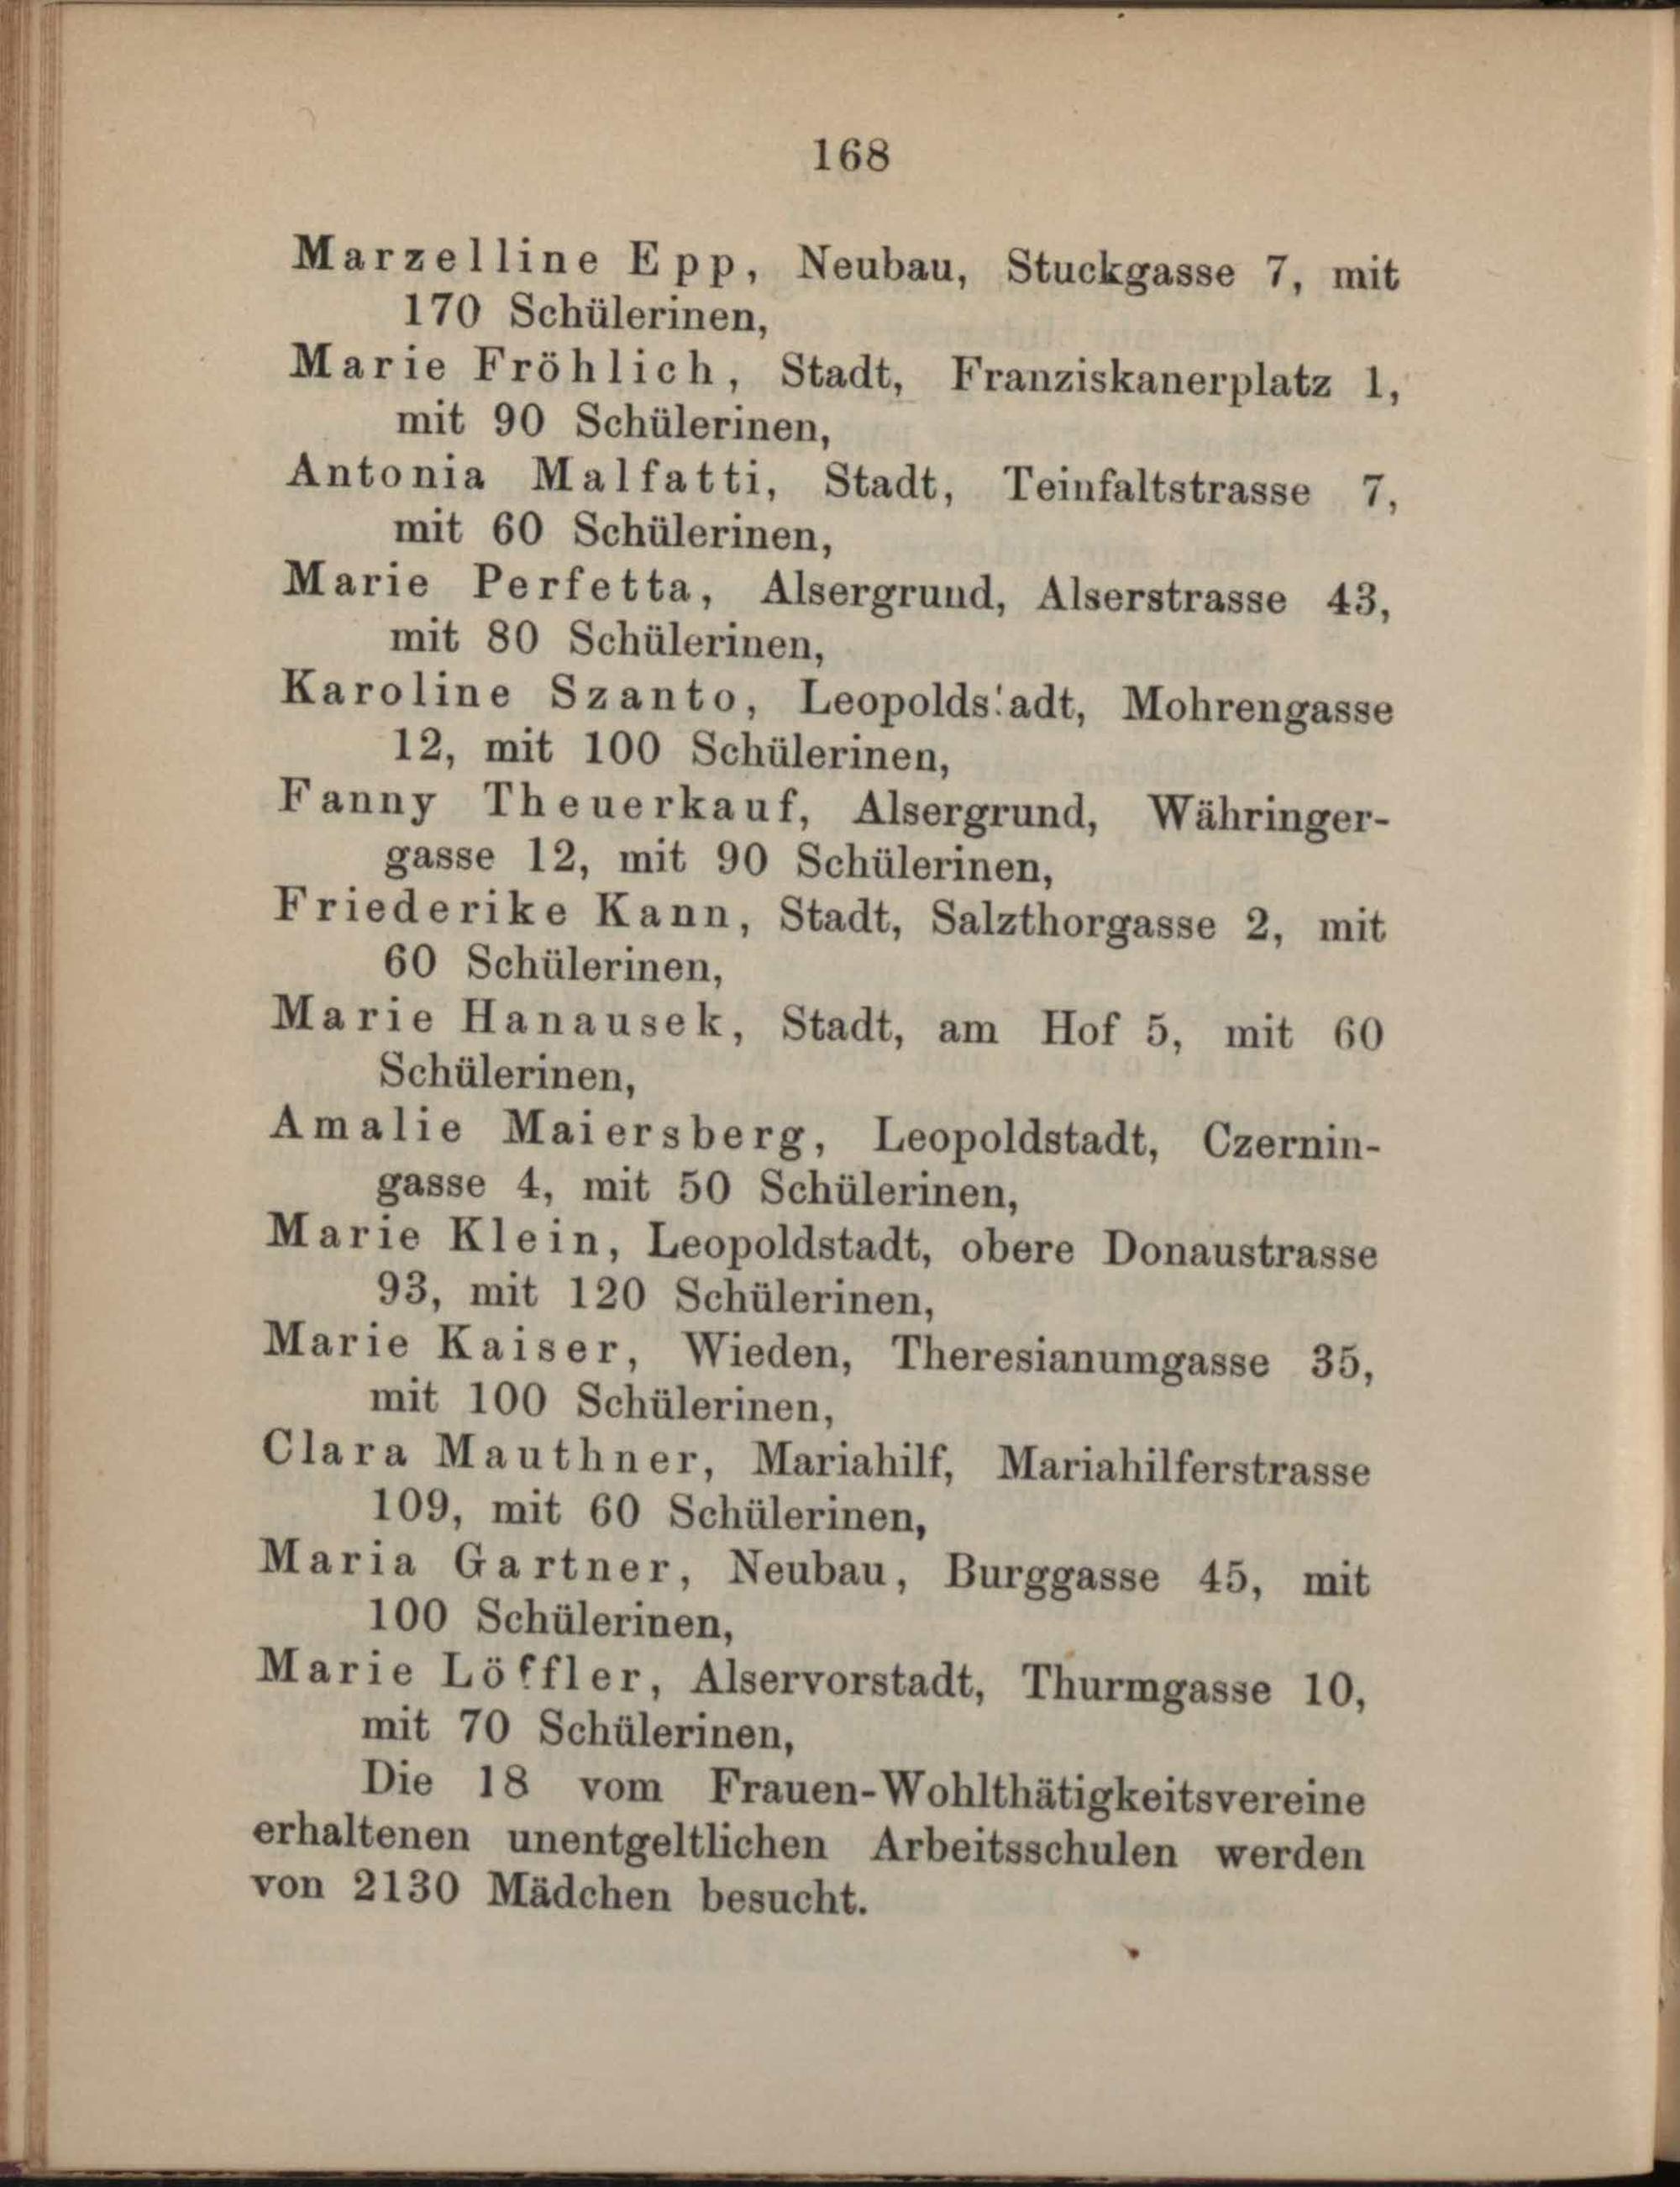 168
Marzelline Epp, Neubau, Stuckgasse 7, mit
170 Schülerinen,
Marie Fröhlich, Stadt, Franziskanerplatz 1,
mit 90 Schülerinen,
Antonia Malfatti, Stadt, Teinfaltstrasse 7,
mit 60 Schülerinen,
Marie Perfetta, Alsergrund, Alserstrasse 43,
mit 80 Schülerinen,
Karoline Szanto, Leopoldstadt, Mohrengasse
12, mit 100 Schülerinen,
Fanny Theuerkauf, Alsergrund, Währinger-
gasse 12, mit 90 Schülerinen,
Friederike Kann, Stadt, Salzthorgasse 2, mit
60 Schülerinen,
Marie Hanausek, Stadt, am Hof 5, mit 60
Schülerinen,
Amalie Maiersberg, Leopoldstadt, Czernin-
gasse 4, mit 50 Schülerinen,
Marie Klein, Leopoldstadt, obere Donaustrasse
93, mit 120 Schülerinen,
Marie Kaiser, Wieden, Theresianumgasse 35,
mit 100 Schülerinen,
Clara Mauthner, Mariahilf, Mariahilferstrasse
109, mit 60 Schülerinen,
Maria Gartner, Neubau, Burggasse 45, mit
100 Schülerinen,
Marie Löffler, Alservorstadt, Thurmgasse 10,
mit 70 Schülerinen,
Die 18 vom Frauen-Wohlthätigkeitsvereine
erhaltenen unentgeltlichen Arbeitsschulen werden
von 2130 Mädchen besucht.